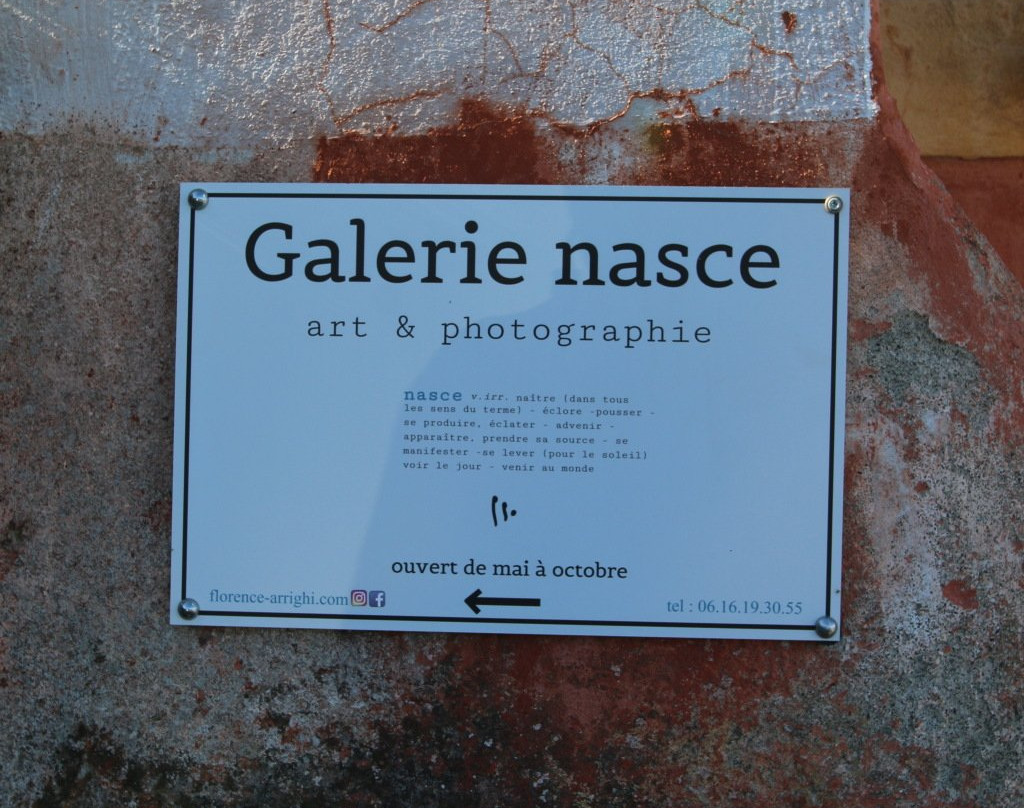 Galerie nasce
art & photographie
nasce v.irr. naître (dans tous
les sens du terme) - éclore -pousser -
se produire, éclater - advenir -
apparaître, prendre sa source - se
manifester -se lever (pour le soleil)
voir le jour - venir au monde
ouvert de mai à octobre
florence-arrighi.com
tel : 06.16.19.30.55